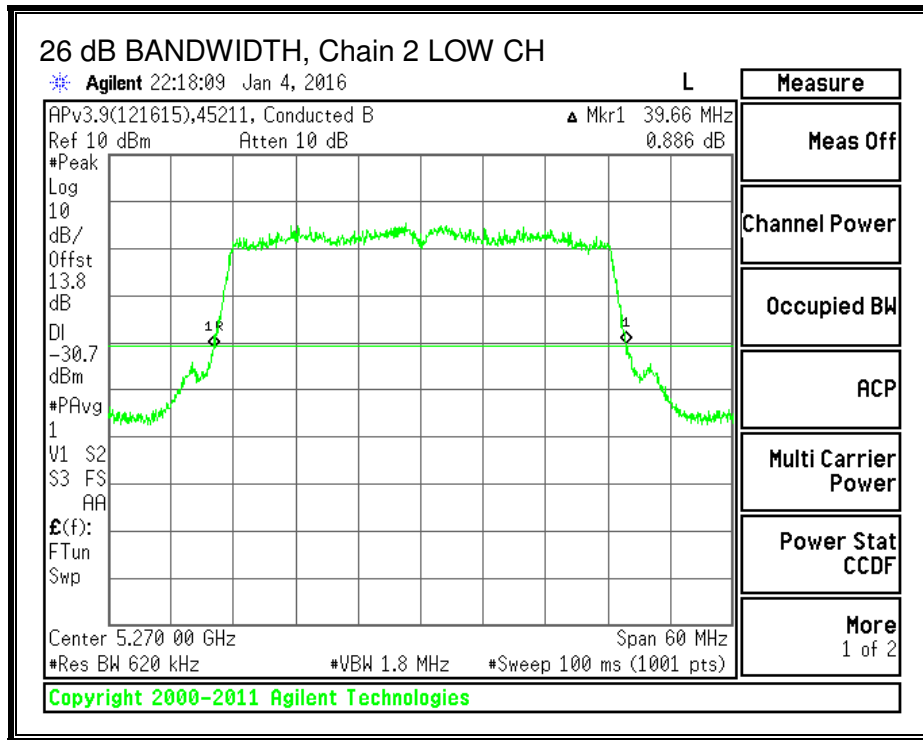 26 dB BANDWIDTH, Chain 2 LOW CH
Agilent 22:18:09 Jan 4, 2016 L
APv3.9(121615),45211, Conducted B Δ Mkr1 39.66 MHz
Ref 10 dBm Atten 10 dB 0.886 dB
#Peak
Log
10
dB/
Offst
13.8
dB
DI
-30.7
dBm
#PAvg
1
V1 S2
S3 FS
AA
£(f):
FTun
Swp
1R
1
Center 5.270 00 GHz Span 60 MHz
#Res BW 620 kHz #VBW 1.8 MHz #Sweep 100 ms (1001 pts)
Copyright 2000-2011 Agilent Technologies
Measure
Meas Off
Channel Power
Occupied BW
ACP
Multi Carrier
Power
Power Stat
CCDF
More
1 of 2